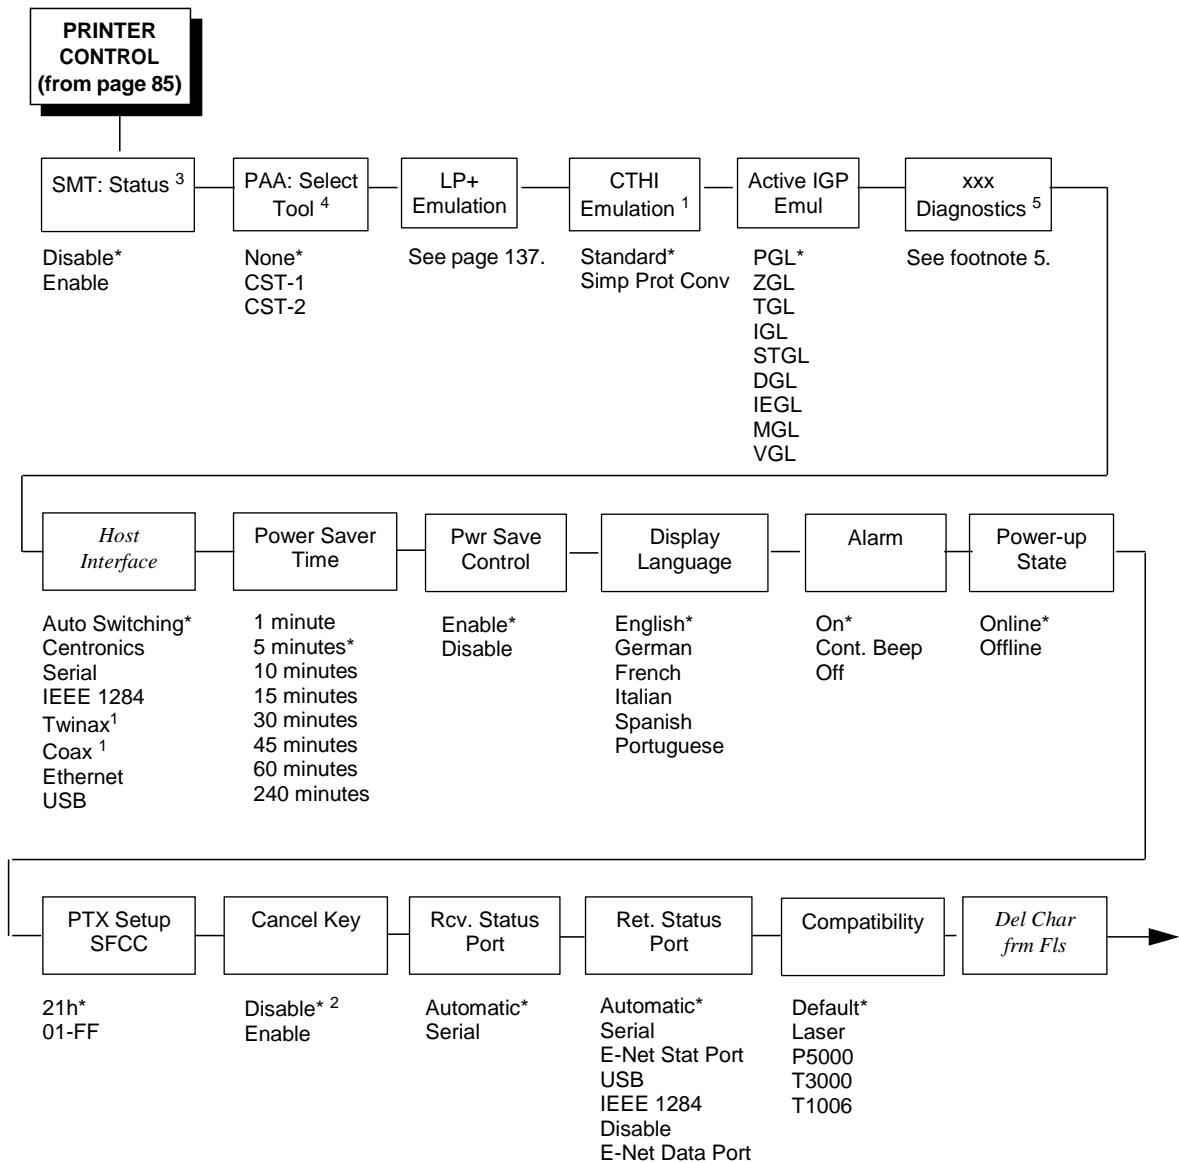 PRINTER
CONTROL
(from page 85)
SMT: Status 3
Disable*
Enable
PAA: Select
Tool 4
None*
CST-1
CST-2
LP+
Emulation
See page 137.
CTHI
Emulation 1
Standard*
Simp Prot Conv
Active IGP
Emul
PGL*
ZGL
TGL
IGL
STGL
DGL
IEGL
MGL
VGL
xxx
Diagnostics 5
See footnote 5.
Host
Interface
Auto Switching*
Centronics
Serial
IEEE 1284
Twinax1
Coax 1
Ethernet
USB
Power Saver
Time
1 minute
5 minutes*
10 minutes
15 minutes
30 minutes
45 minutes
60 minutes
240 minutes
Pwr Save
Control
Enable*
Disable
Display
Language
English*
German
French
Italian
Spanish
Portuguese
Alarm
On*
Cont. Beep
Off
Power-up
State
Online*
Offline
PTX Setup
SFCC
21h*
01-FF
Cancel Key
Disable* 2
Enable
Rcv. Status
Port
Automatic*
Serial
Ret. Status
Port
Automatic*
Serial
E-Net Stat Port
USB
IEEE 1284
Disable
E-Net Data Port
Compatibility
Default*
Laser
P5000
T3000
T1006
Del Char
frm Fls